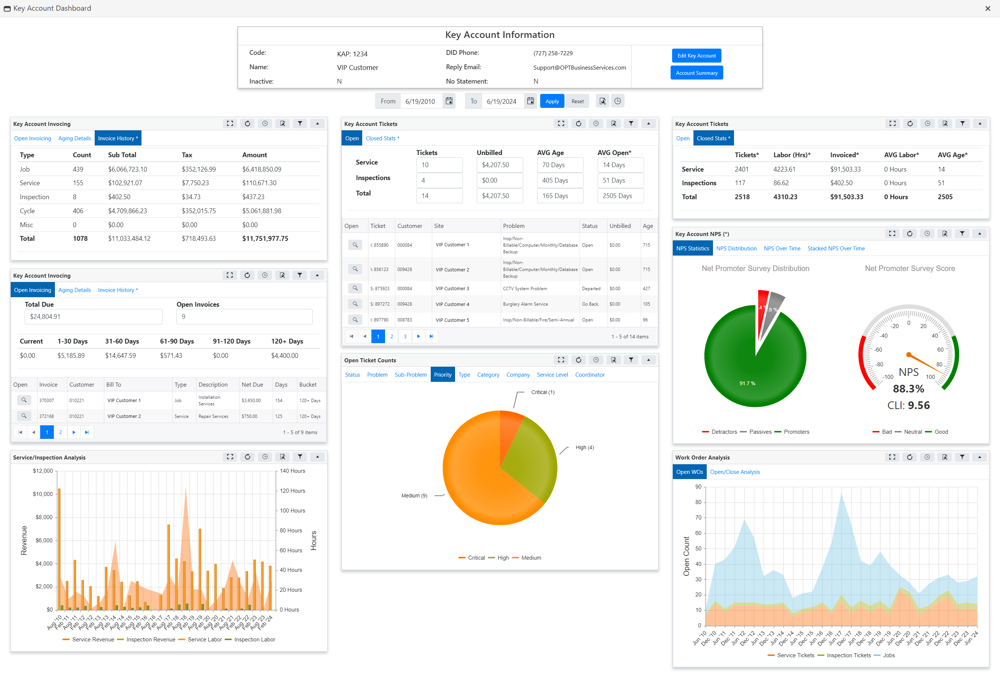 Key Account Dashboard
Key Account Information
Code: KAP: 1234 DID Phone: (727) 258-7229 Edit Key Account
Name: VIP Customer Reply Email: Support@OPTBusinessServices.com Account Summary
Inactive: N No Statement: N
From 6/19/2010 To 6/19/2024 Apply Reset
Key Account Invocing
Open Invoicing Aging Details Invoice History *
Type Count Sub Total Tax Amount
Job 439 $6,066,723.10 $352,126.99 $6,418,850.09
Service 155 $102,921.07 $7,750.23 $110,671.30
Inspection 8 $402.50 $34.73 $437.23
Cycle 406 $4,709,866.23 $352,015.75 $5,061,881.98
Misc 0 $0.00 $0.00 $0.00
Total 1078 $11,033,484.12 $718,493.63 $11,751,977.75
Key Account Invocing
Open Invoicing Aging Details Invoice History *
Total Due Open Invoices
$24,804.91 9
Current 1-30 Days 31-60 Days 61-90 Days 91-120 Days 120+ Days
$0.00 $5,185.89 $14,647.59 $571.43 $0.00 $4,400.00
Open Invoice Customer Bill To Type Description Net Due Days Bucket
370307 010221 VIP Customer 1 Job Installation Services $3,650.00 154 120+ Days
372168 010221 VIP Customer 2 Service Repair Services $750.00 125 120+ Days
1 2 1 - 5 of 9 items
Service/Inspection Analysis
$12,000 140 Hours
$10,000 120 Hours
$8,000 100 Hours
$6,000 80 Hours
$4,000 60 Hours
$2,000 40 Hours
$0 20 Hours
0 Hours
Revenue
Hours
Aug '10 Feb '11 Aug '11 Feb '12 Aug '12 Feb '13 Aug '13 Feb '14 Aug '14 Feb '15 Aug '15 Feb '16 Aug '16 Feb '17 Aug '17 Feb '18 Aug '18 Feb '19 Aug '19 Feb '20 Aug '20 Feb '21 Aug '21 Feb '22 Aug '22 Feb '23 Aug '23 Feb '24
Service Revenue Inspection Revenue Service Labor Inspection Labor
Key Account Tickets
Open Closed Stats *
Tickets Unbilled AVG Age AVG Open*
Service 10 $4,207.50 70 Days 14 Days
Inspections 4 $0.00 405 Days 51 Days
Total 14 $4,207.50 165 Days 2505 Days
Open Ticket Customer Site Problem Status Unbilled Age
I: 855890 000084 VIP Customer 1 Insp/Non-Billable/Computer/Monthly/Database Backup Open $0.00 715
I: 856123 009428 VIP Customer 2 Insp/Non-Billable/Computer/Monthly/Database Backup Open $0.00 715
S: 875923 000084 VIP Customer 3 CCTV System Problem Departed $0.00 427
S: 897272 009428 VIP Customer 4 Burglary Alarm Service Go Back $0.00 105
I: 897790 008783 VIP Customer 5 Insp/Non-Billable/Fire/Semi-Annual Open $0.00 96
1 2 3 1 - 5 of 14 items
Open Ticket Counts
Status Problem Sub-Problem Priority Type Category Company Service Level Coordinator
Critical (1)
High (4)
Medium (9)
Critical High Medium
Key Account Tickets
Open Closed Stats *
Tickets* Labor (Hrs)* Invoiced* AVG Labor* AVG Age*
Service 2401 4223.61 $91,503.33 0 Hours 14
Inspections 117 86.62 $402.50 0 Hours 51
Total 2518 4310.23 $91,503.33 0 Hours 2505
Key Account NPS (*)
NPS Statistics NPS Distribution NPS Over Time Stacked NPS Over Time
Net Promoter Survey Distribution
91.7 %
Detractors Passives Promoters
Net Promoter Survey Score
-100 -80 -60 -40 -20 0 20 40 60 80 100
NPS
88.3%
CLI: 9.56
Bad Neutral Good
Work Order Analysis
Open WOs Open/Close Analysis
90
80
70
60
50
40
30
20
10
0
Open Count
Jun '10 Dec '10 Jun '11 Dec '11 Jun '12 Dec '12 Jun '13 Dec '13 Jun '14 Dec '14 Jun '15 Dec '15 Jun '16 Dec '16 Jun '17 Dec '17 Jun '18 Dec '18 Jun '19 Dec '19 Jun '20 Dec '20 Jun '21 Dec '21 Jun '22 Dec '22 Jun '23 Dec '23 Jun '24
Service Tickets Inspection Tickets Jobs